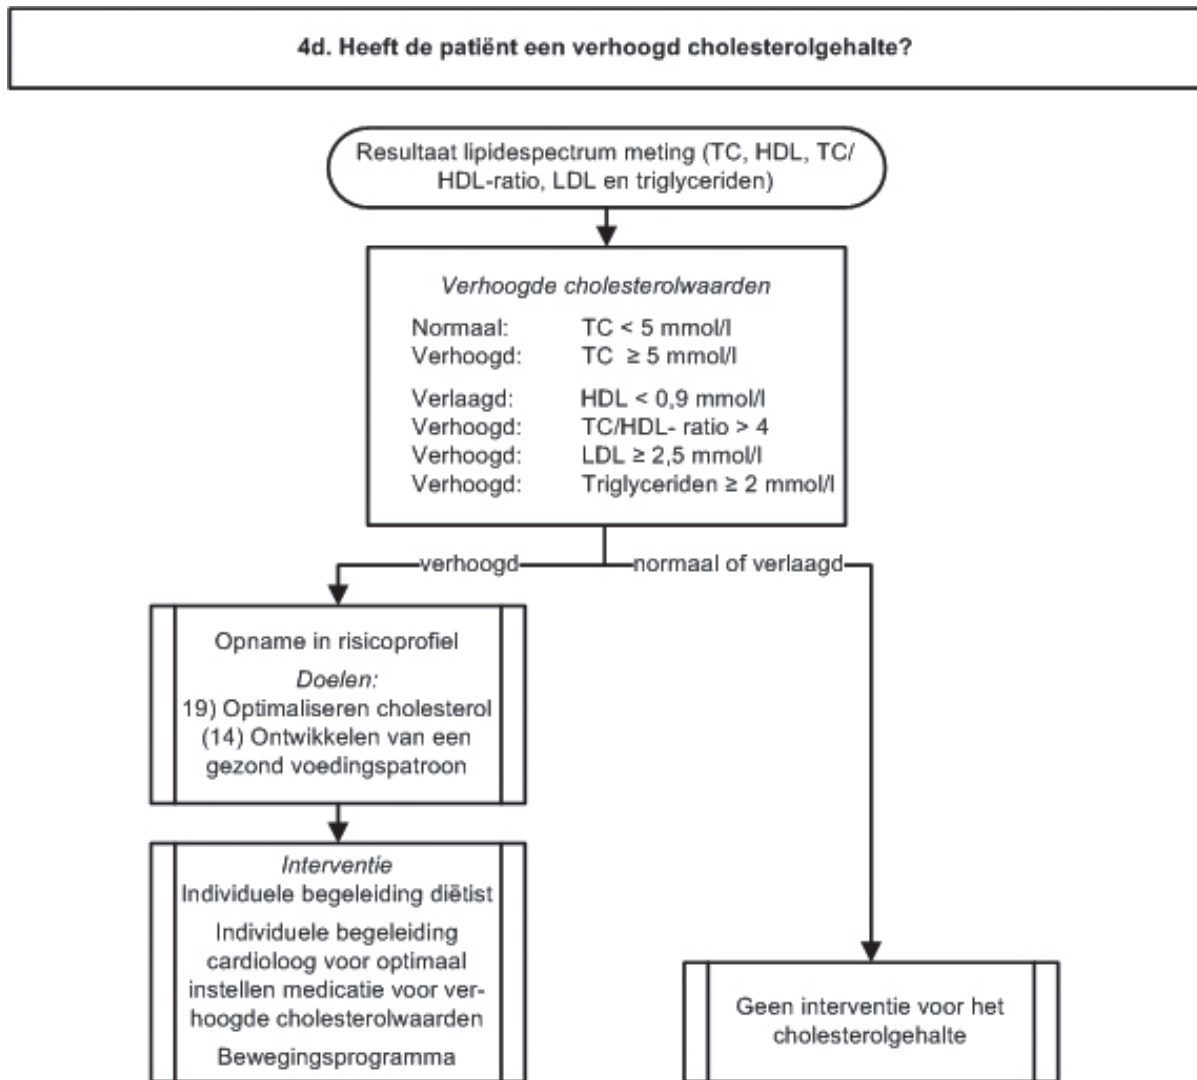 4d. Heeft de patiënt een verhoogd cholesterolgehalte?
Resultaat lipidespectrum meting (TC, HDL, TC/
HDL-ratio, LDL en triglyceriden)
Verhoogde cholesterolwaarden
Normaal: TC < 5 mmol/l
Verhoogd: TC ≥ 5 mmol/l
Verlaagd: HDL < 0,9 mmol/l
Verhoogd: TC/HDL- ratio > 4
Verhoogd: LDL ≥ 2,5 mmol/l
Verhoogd: Triglyceriden ≥ 2 mmol/l
verhoogd
normaal of verlaagd
Opname in risicoprofiel
Doelen:
19) Optimaliseren cholesterol
(14) Ontwikkelen van een
gezond voedingspatroon
Interventie
Individuele begeleiding diëtist
Individuele begeleiding
cardioloog voor optimaal
instellen medicatie voor ver-
hoogde cholesterolwaarden
Bewegingsprogramma
Geen interventie voor het
cholesterolgehalte